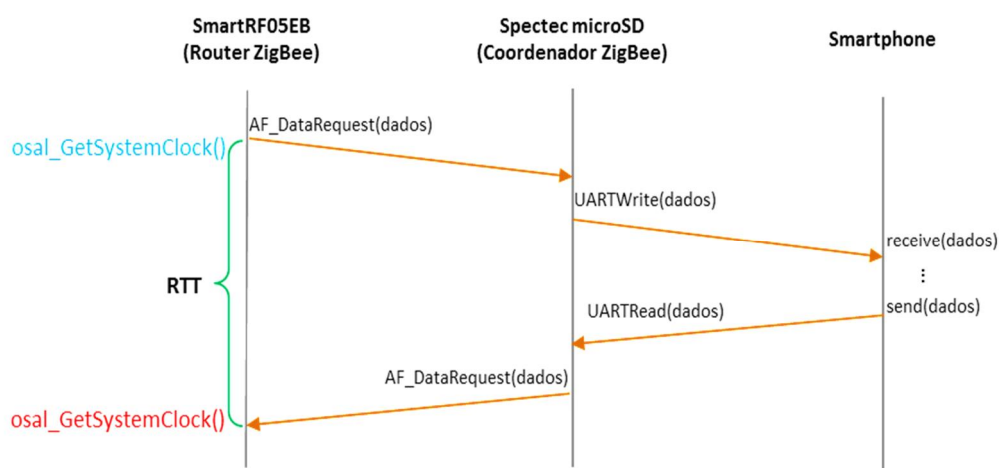 SmartRF05EB
(Router ZigBee)
Spectec microSD
(Coordenador ZigBee)
Smartphone
AF_DataRequest(dados)
osal_GetSystemClock()
UARTWrite(dados)
receive(dados)
⋮
RTT
UARTRead(dados)
send(dados)
AF_DataRequest(dados)
osal_GetSystemClock()